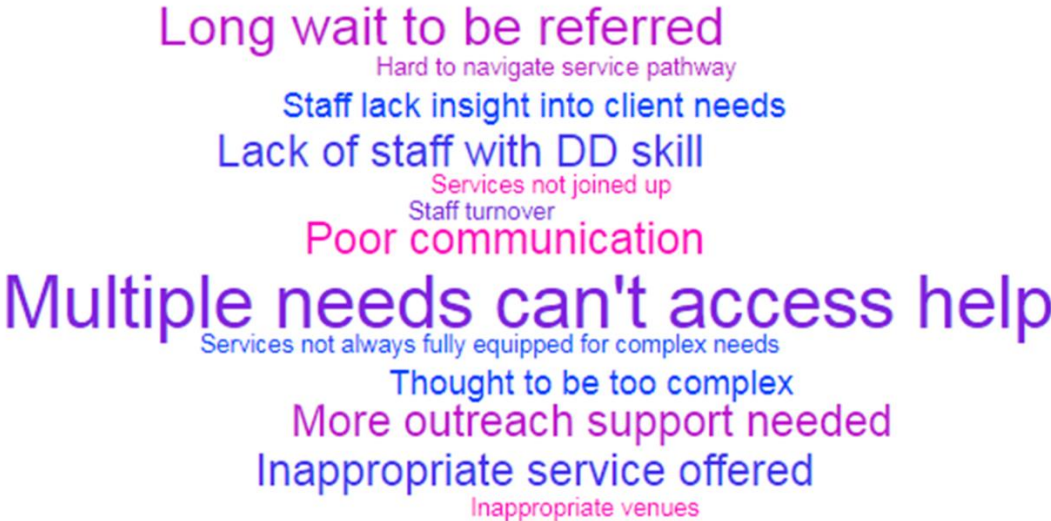 Long wait to be referred
Hard to navigate service pathway
Staff lack insight into client needs
Lack of staff with DD skill
Services not joined up
Staff turnover
Poor communication
Multiple needs can't access help
Services not always fully equipped for complex needs
Thought to be too complex
More outreach support needed
Inappropriate service offered
Inappropriate venues